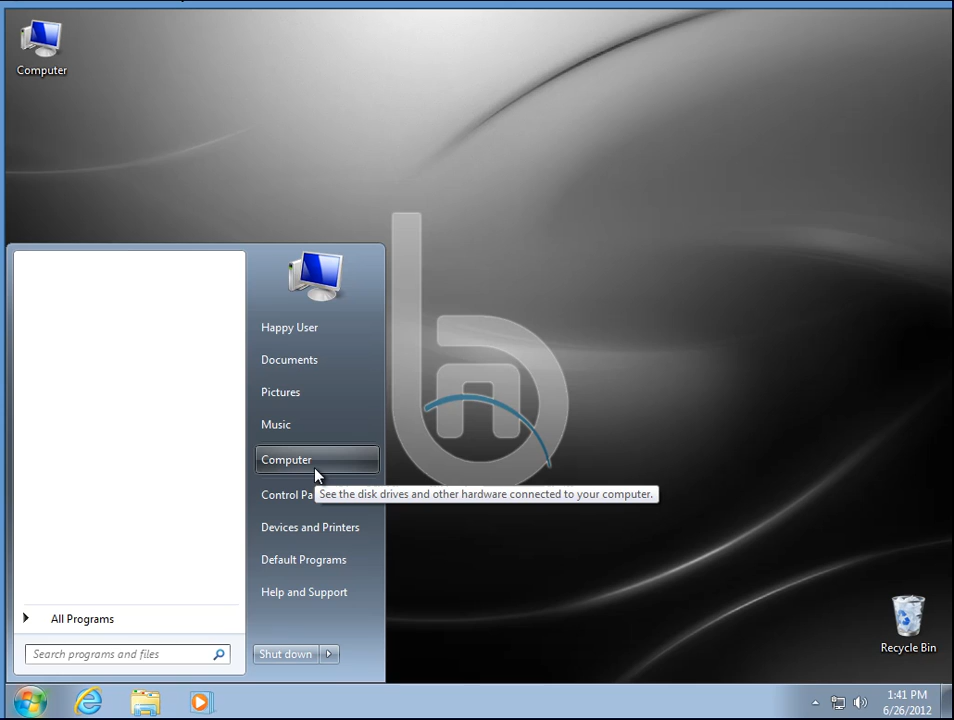 Computer
Happy User
Documents
Pictures
Music
Computer
See the disk drives and other hardware connected to your computer.
Control Pa
Devices and Printers
Default Programs
Help and Support
All Programs
Search programs and files
Shut down
Recycle Bin
1:41 PM
6/26/2012